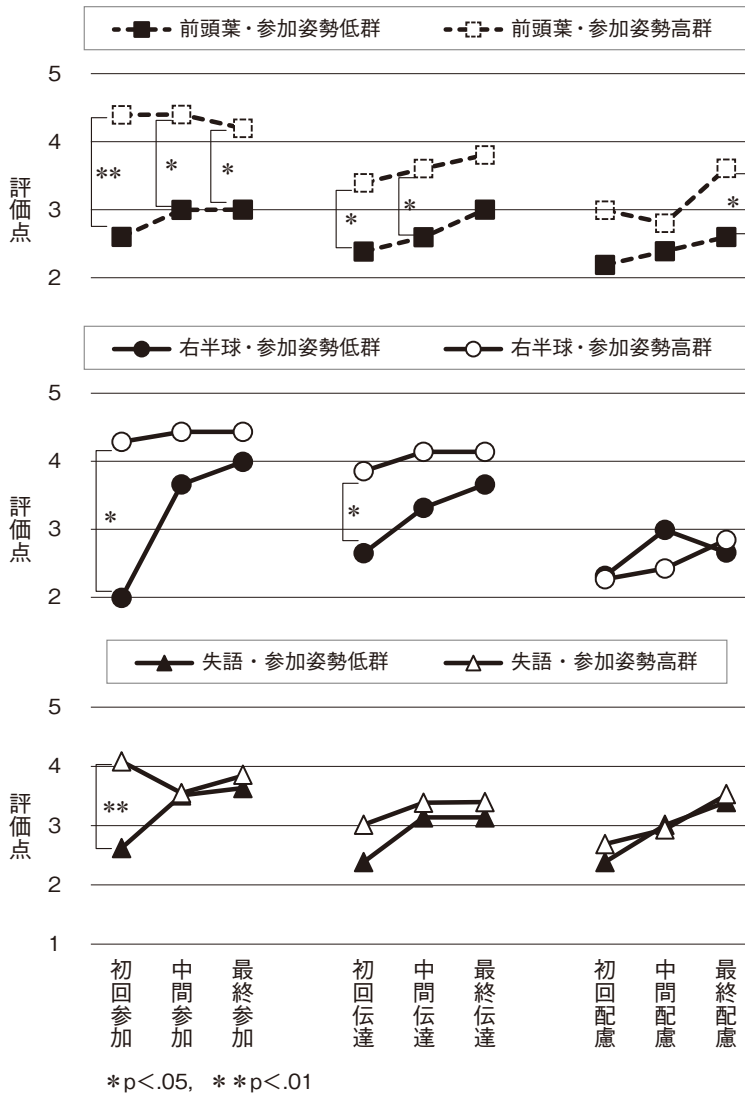 前頭葉・参加姿勢低群 前頭葉・参加姿勢高群
5
4
3
2
評価点
**
*
*
*
*
*
右半球・参加姿勢低群 右半球・参加姿勢高群
5
4
3
2
評価点
*
*
失語・参加姿勢低群 失語・参加姿勢高群
5
4
3
2
1
評価点
**
初回参加
中間参加
最終参加
初回伝達
中間伝達
最終伝達
初回配慮
中間配慮
最終配慮
*p<.05, **p<.01